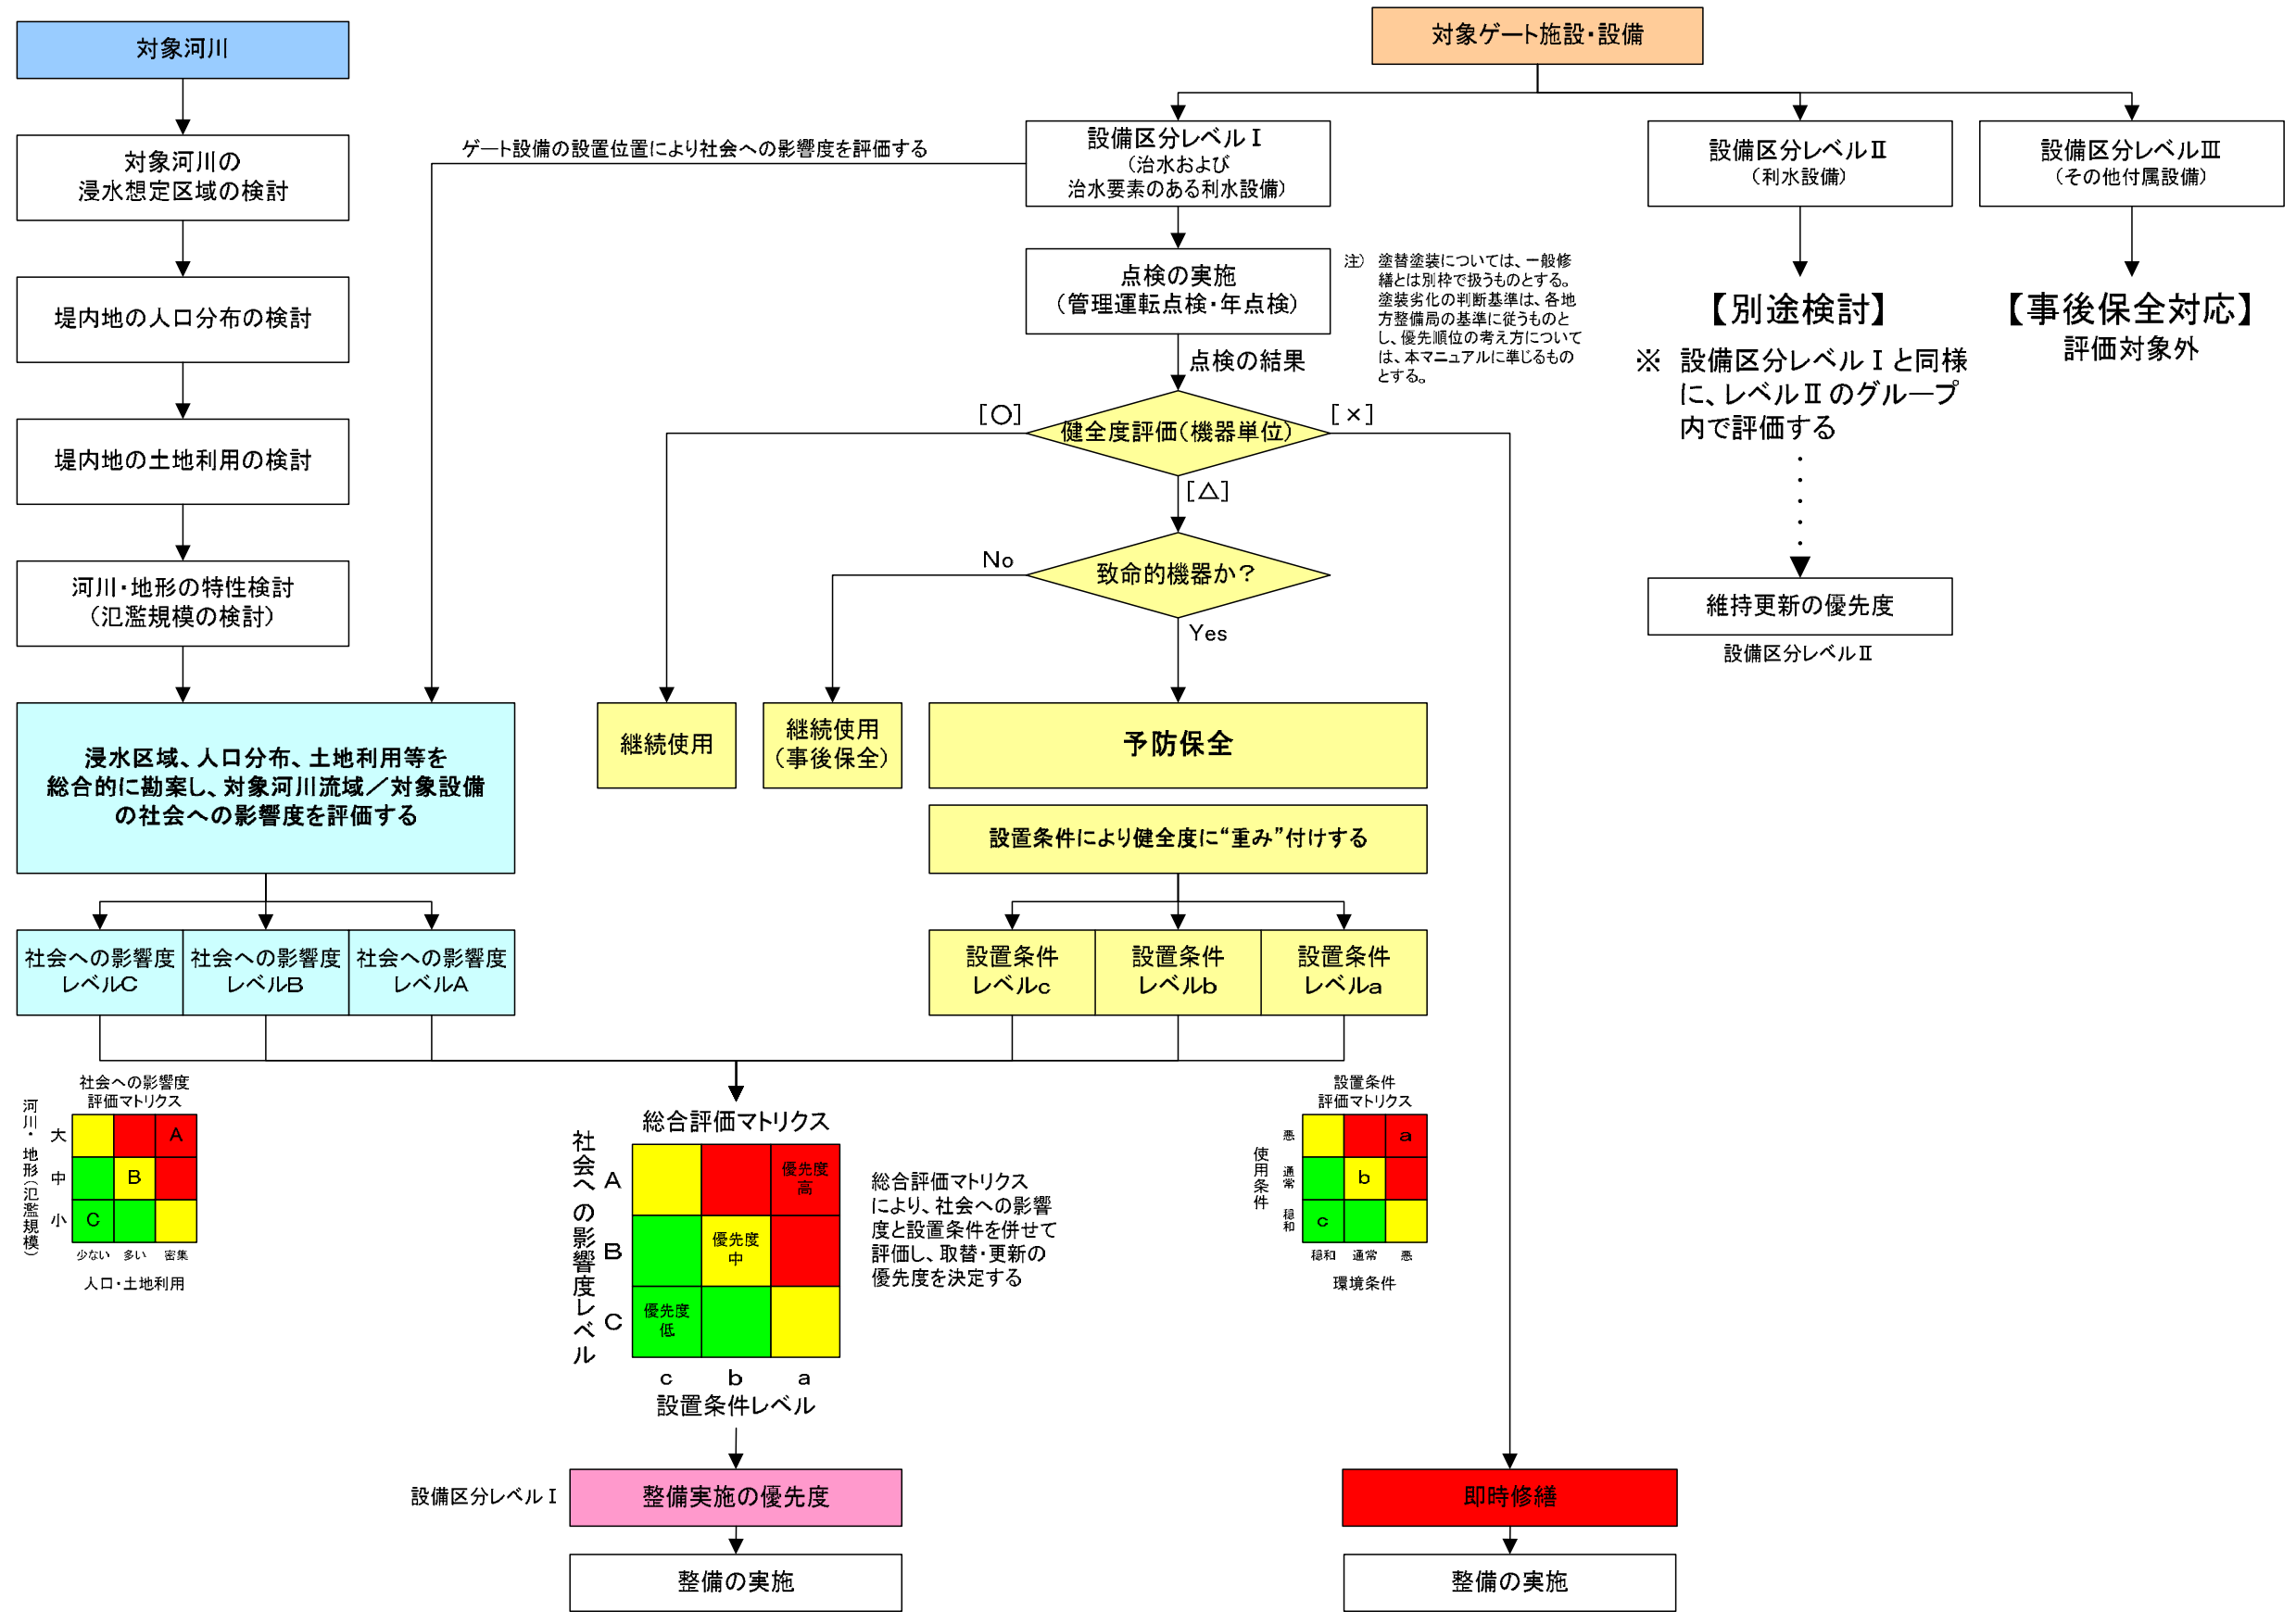 対象河川
対象河川の
浸水想定区域の検討
堤内地の人口分布の検討
堤内地の土地利用の検討
河川・地形の特性検討
（氾濫規模の検討）
浸水区域、人口分布、土地利用等を
総合的に勘案し、対象河川流域／対象設備
の社会への影響度を評価する
社会への影響度
レベルC
社会への影響度
レベルB
社会への影響度
レベルA
対象ゲート施設・設備
ゲート設備の設置位置により社会への影響度を評価する
設備区分レベルⅠ
（治水および
治水要素のある利水設備）
点検の実施
（管理運転点検・年点検）
点検の結果
注） 塗替塗装については、一般修
繕とは別枠で扱うものとする。
塗装劣化の判断基準は、各地
方整備局の基準に従うものと
し、優先順位の考え方について
は、本マニュアルに準じるもの
とする。
[○]
健全度評価（機器単位）
[×]
[△]
No
致命的機器か？
Yes
継続使用
継続使用
（事後保全）
予防保全
設置条件により健全度に“重み”付けする
設置条件
レベルc
設置条件
レベルb
設置条件
レベルa
設備区分レベルⅡ
（利水設備）
【別途検討】
※ 設備区分レベルⅠと同様
に、レベルⅡのグループ
内で評価する
維持更新の優先度
設備区分レベルⅡ
設備区分レベルⅢ
（その他付属設備）
【事後保全対応】
評価対象外
社会への影響度
評価マトリクス
河川・地形（氾濫規模）
大
A
中
B
小
C
少ない 多い 密集
人口・土地利用
総合評価マトリクス
社会への影響度レベル
A
優先度
高
B
優先度
中
C
優先度
低
c b a
設置条件レベル
総合評価マトリクス
により、社会への影響
度と設置条件を併せて
評価し、取替・更新の
優先度を決定する
設置条件
評価マトリクス
使用条件
悪
a
通常
b
穏和
c
穏和 通常 悪
環境条件
設備区分レベルⅠ
整備実施の優先度
整備の実施
即時修繕
整備の実施